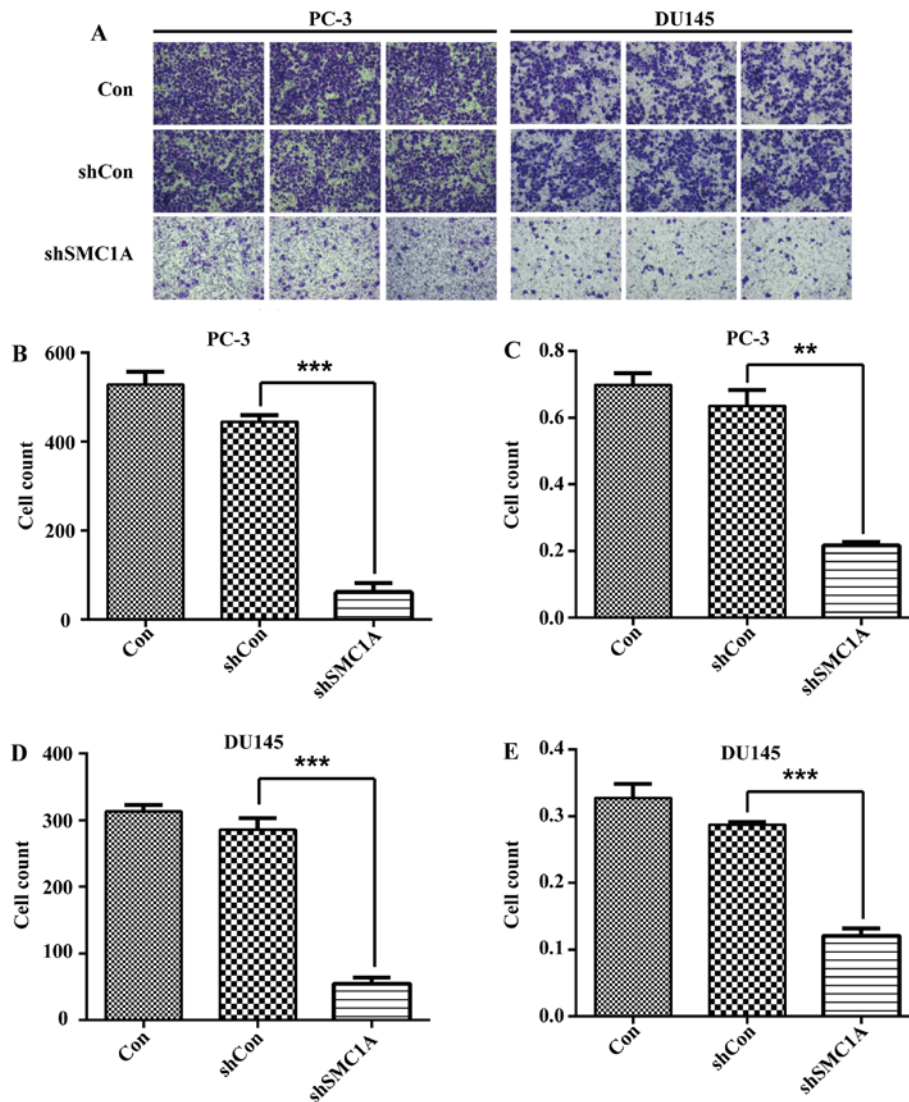 A
PC-3
DU145
Con
shCon
shSMC1A
B
PC-3
600
400
200
0
Cell count
***
Con
shCon
shSMC1A
C
PC-3
0.8
0.6
0.4
0.2
0.0
Cell count
**
Con
shCon
shSMC1A
D
DU145
400
300
200
100
0
Cell count
***
Con
shCon
shSMC1A
E
DU145
0.4
0.3
0.2
0.1
0.0
Cell count
***
Con
shCon
shSMC1A